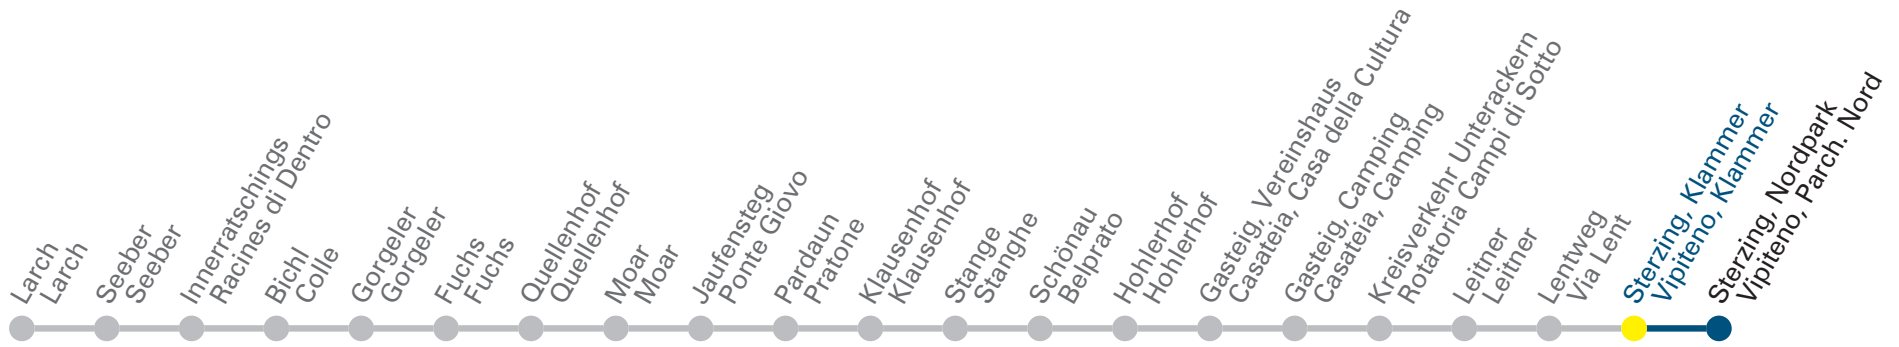 Larch
Larch
Seeber
Seeber
Innerratschings
Racines di Dentro
Bichl
Colle
Gorgeler
Gorgeler
Fuchs
Fuchs
Quellenhof
Quellenhof
Moar
Moar
Jaufensteg
Ponte Giovo
Pardaun
Pratone
Klausenhof
Klausenhof
Stange
Stanghe
Schönau
Belprato
Hohlerhof
Hohlerhof
Gasteig, Vereinshaus
Casateia, Casa della Cultura
Gasteig, Camping
Casateia, Camping
Kreisverkehr Unterackern
Rotatoria Campi di Sotto
Leitner
Leitner
Lentweg
Via Lent
Sterzing, Klammer
Vipiteno, Klammer
Sterzing, Nordpark
Vipiteno, Parch. Nord